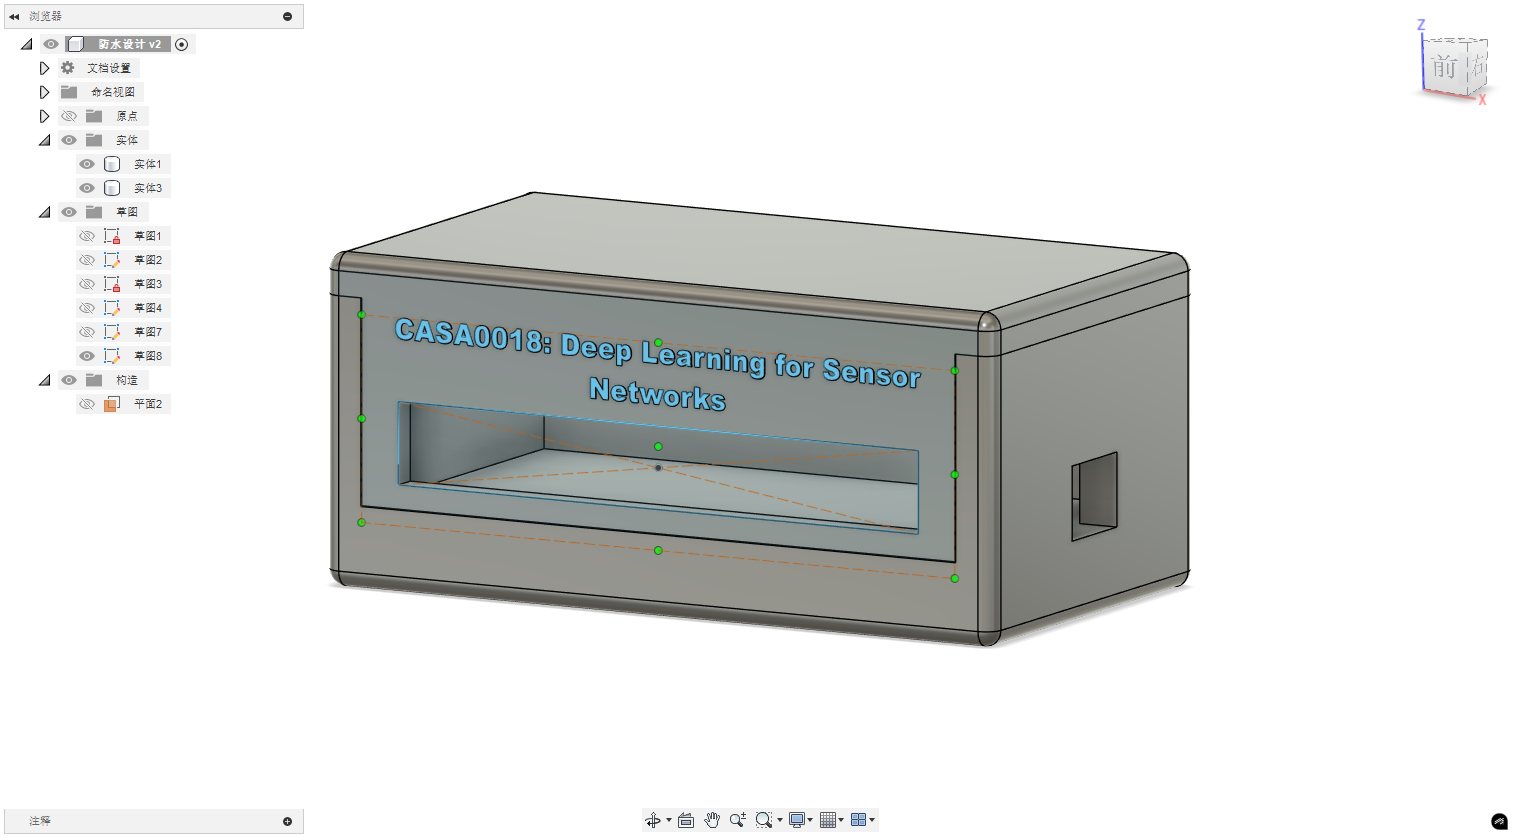 浏览器
防水设计 v2
文档设置
命名视图
原点
实体
实体1
实体3
草图
草图1
草图2
草图3
草图4
草图7
草图8
构造
平面2
CASA0018: Deep Learning for Sensor
Networks
Z
前
右
X
注释